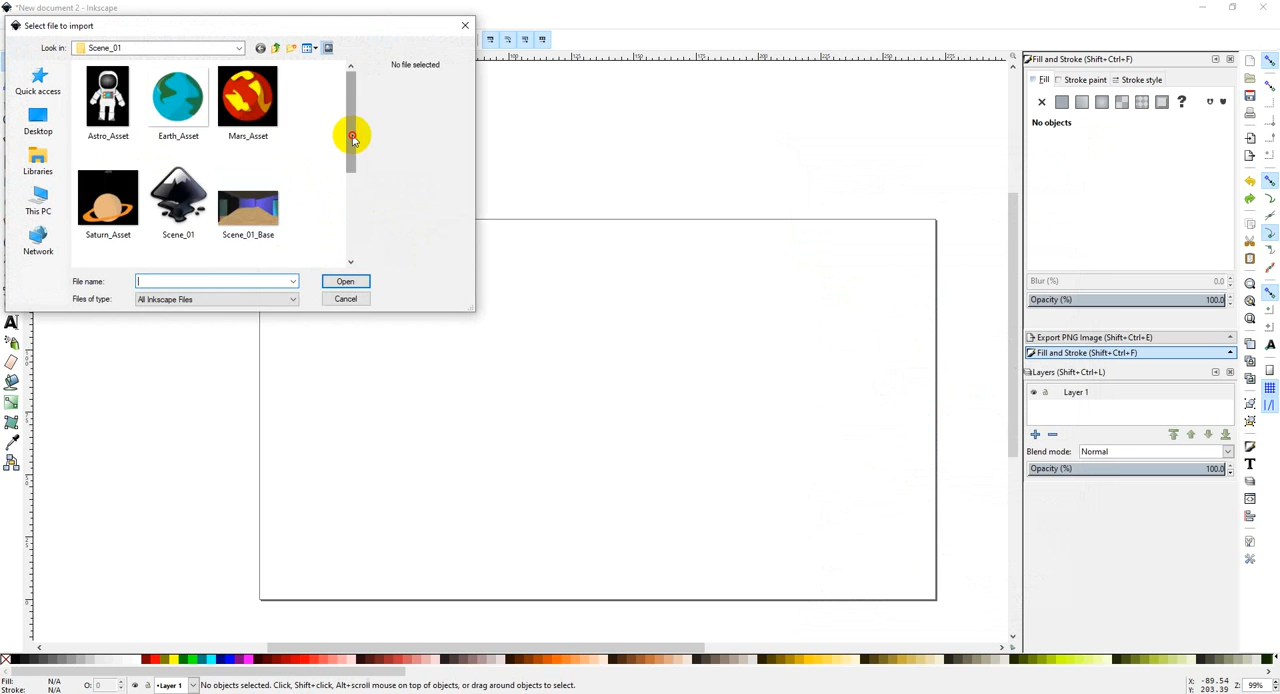 *New document 2 - Inkscape
Select file to import
Look in: Scene_01
No file selected
Quick access
Desktop
Libraries
This PC
Network
Astro_Asset Earth_Asset Mars_Asset
Saturn_Asset Scene_01 Scene_01_Base
File name: Open
Files of type: All Inkscape Files Cancel
Fill and Stroke (Shift+Ctrl+F)
Fill Stroke paint Stroke style
No objects
Blur (%) 0.0
Opacity (%) 100.0
Export PNG Image (Shift+Ctrl+E)
Fill and Stroke (Shift+Ctrl+F)
Layers (Shift+Ctrl+L)
Layer 1
Blend mode: Normal
Opacity (%) 100.0
Fill: N/A
Stroke: N/A
O: 0
•Layer 1
No objects selected. Click, Shift+click, Alt+scroll mouse on top of objects, or drag around objects to select.
X: -89.54
Y: 203.39
Z: 99%